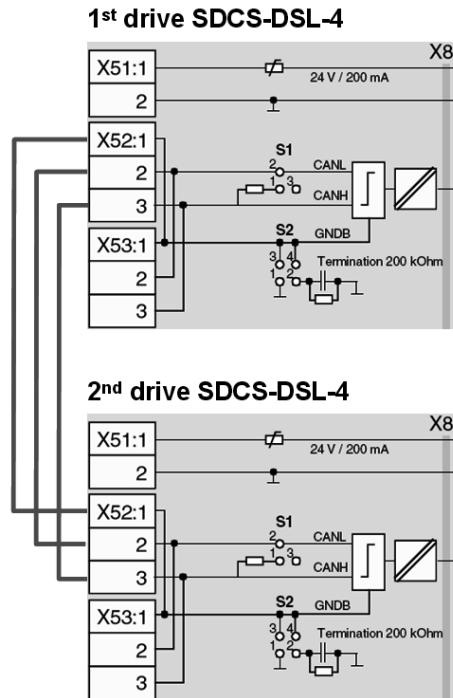 1st drive SDCS-DSL-4
X8
X51:1
24 V / 200 mA
2
X52:1
S1
2
2
CANL
1
3
CANH
3
X53:1
S2
GNDB
3
4
Termination 200 kOhm
2
1
2
3
2nd drive SDCS-DSL-4
X8
X51:1
24 V / 200 mA
2
X52:1
S1
2
2
CANL
1
3
CANH
3
X53:1
S2
GNDB
3
4
Termination 200 kOhm
2
1
2
3